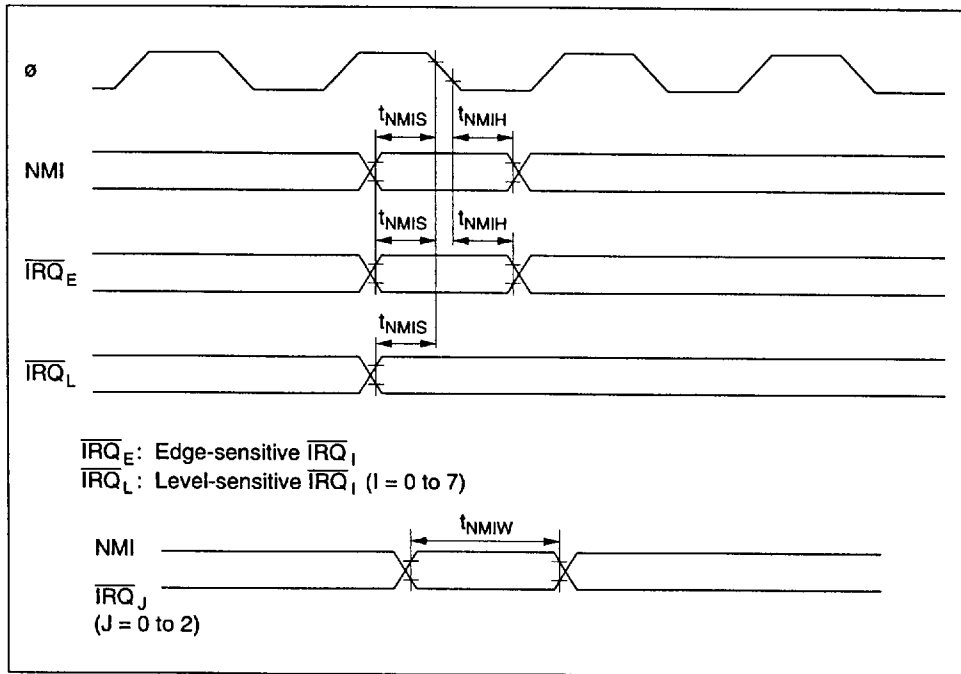 ø
tNMIS tNMIH
NMI
tNMIS tNMIH
IRQE
tNMIS
IRQL
IRQE: Edge-sensitive IRQI
IRQL: Level-sensitive IRQI (I = 0 to 7)
tNMIW
NMI
IRQJ
(J = 0 to 2)